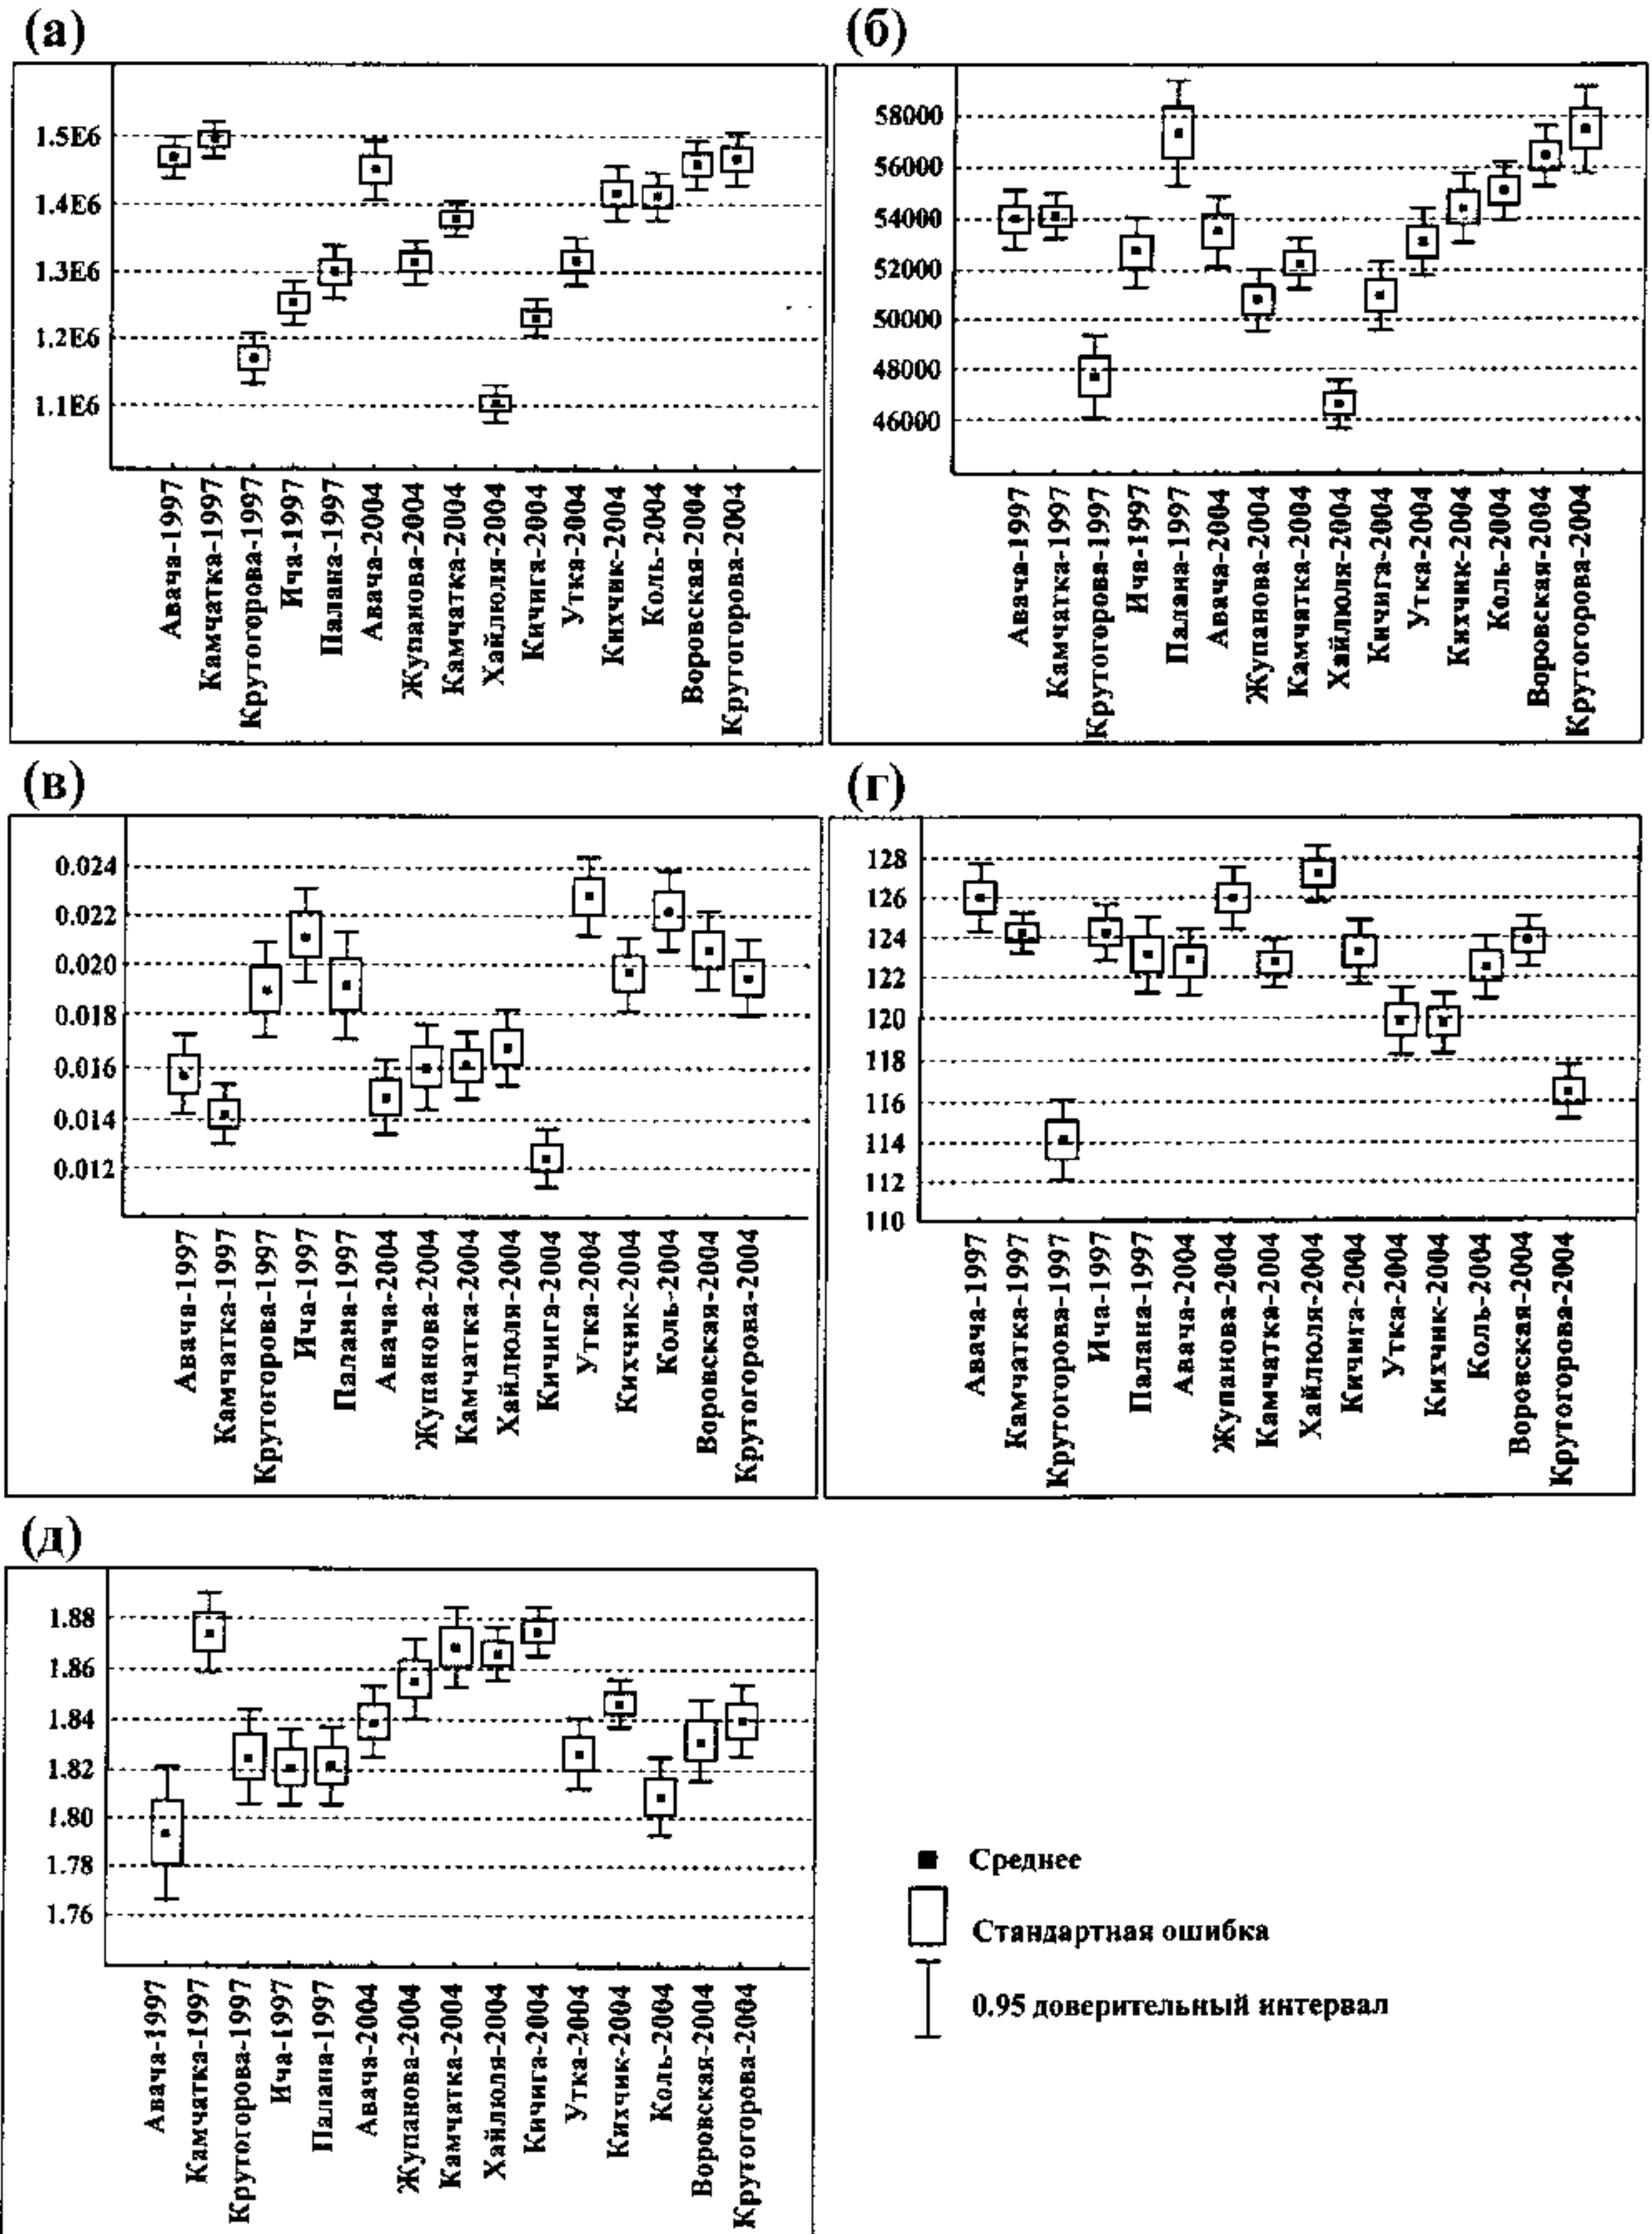 (а)
1.5E6
1.4E6
1.3E6
1.2E6
1.1E6
Авача-1997
Камчатка-1997
Крутогорова-1997
Ича-1997
Палана-1997
Авача-2004
Жупанова-2004
Камчатка-2004
Хайлюля-2004
Кичига-2004
Утка-2004
Кихчик-2004
Коль-2004
Воровская-2004
Крутогорова-2004
(б)
58000
56000
54000
52000
50000
48000
46000
Авача-1997
Камчатка-1997
Крутогорова-1997
Ича-1997
Палана-1997
Авача-2004
Жупанова-2004
Камчатка-2004
Хайлюля-2004
Кичига-2004
Утка-2004
Кихчик-2004
Коль-2004
Воровская-2004
Крутогорова-2004
(в)
0.024
0.022
0.020
0.018
0.016
0.014
0.012
Авача-1997
Камчатка-1997
Крутогорова-1997
Ича-1997
Палана-1997
Авача-2004
Жупанова-2004
Камчатка-2004
Хайлюля-2004
Кичига-2004
Утка-2004
Кихчик-2004
Коль-2004
Воровская-2004
Крутогорова-2004
(г)
128
126
124
122
120
118
116
114
112
110
Авача-1997
Камчатка-1997
Крутогорова-1997
Ича-1997
Палана-1997
Авача-2004
Жупанова-2004
Камчатка-2004
Хайлюля-2004
Кичига-2004
Утка-2004
Кихчик-2004
Коль-2004
Воровская-2004
Крутогорова-2004
(д)
1.88
1.86
1.84
1.82
1.80
1.78
1.76
Авача-1997
Камчатка-1997
Крутогорова-1997
Ича-1997
Палана-1997
Авача-2004
Жупанова-2004
Камчатка-2004
Хайлюля-2004
Кичига-2004
Утка-2004
Кихчик-2004
Коль-2004
Воровская-2004
Крутогорова-2004
Среднее
Стандартная ошибка
0.95 доверительный интервал